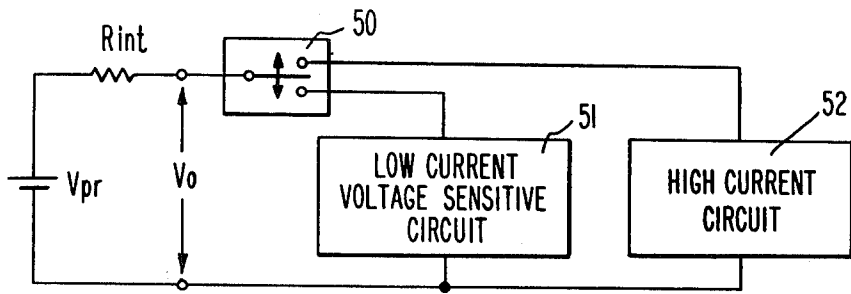 Rint
50
Vpr
Vo
51
LOW CURRENT
VOLTAGE SENSITIVE
CIRCUIT
52
HIGH CURRENT
CIRCUIT